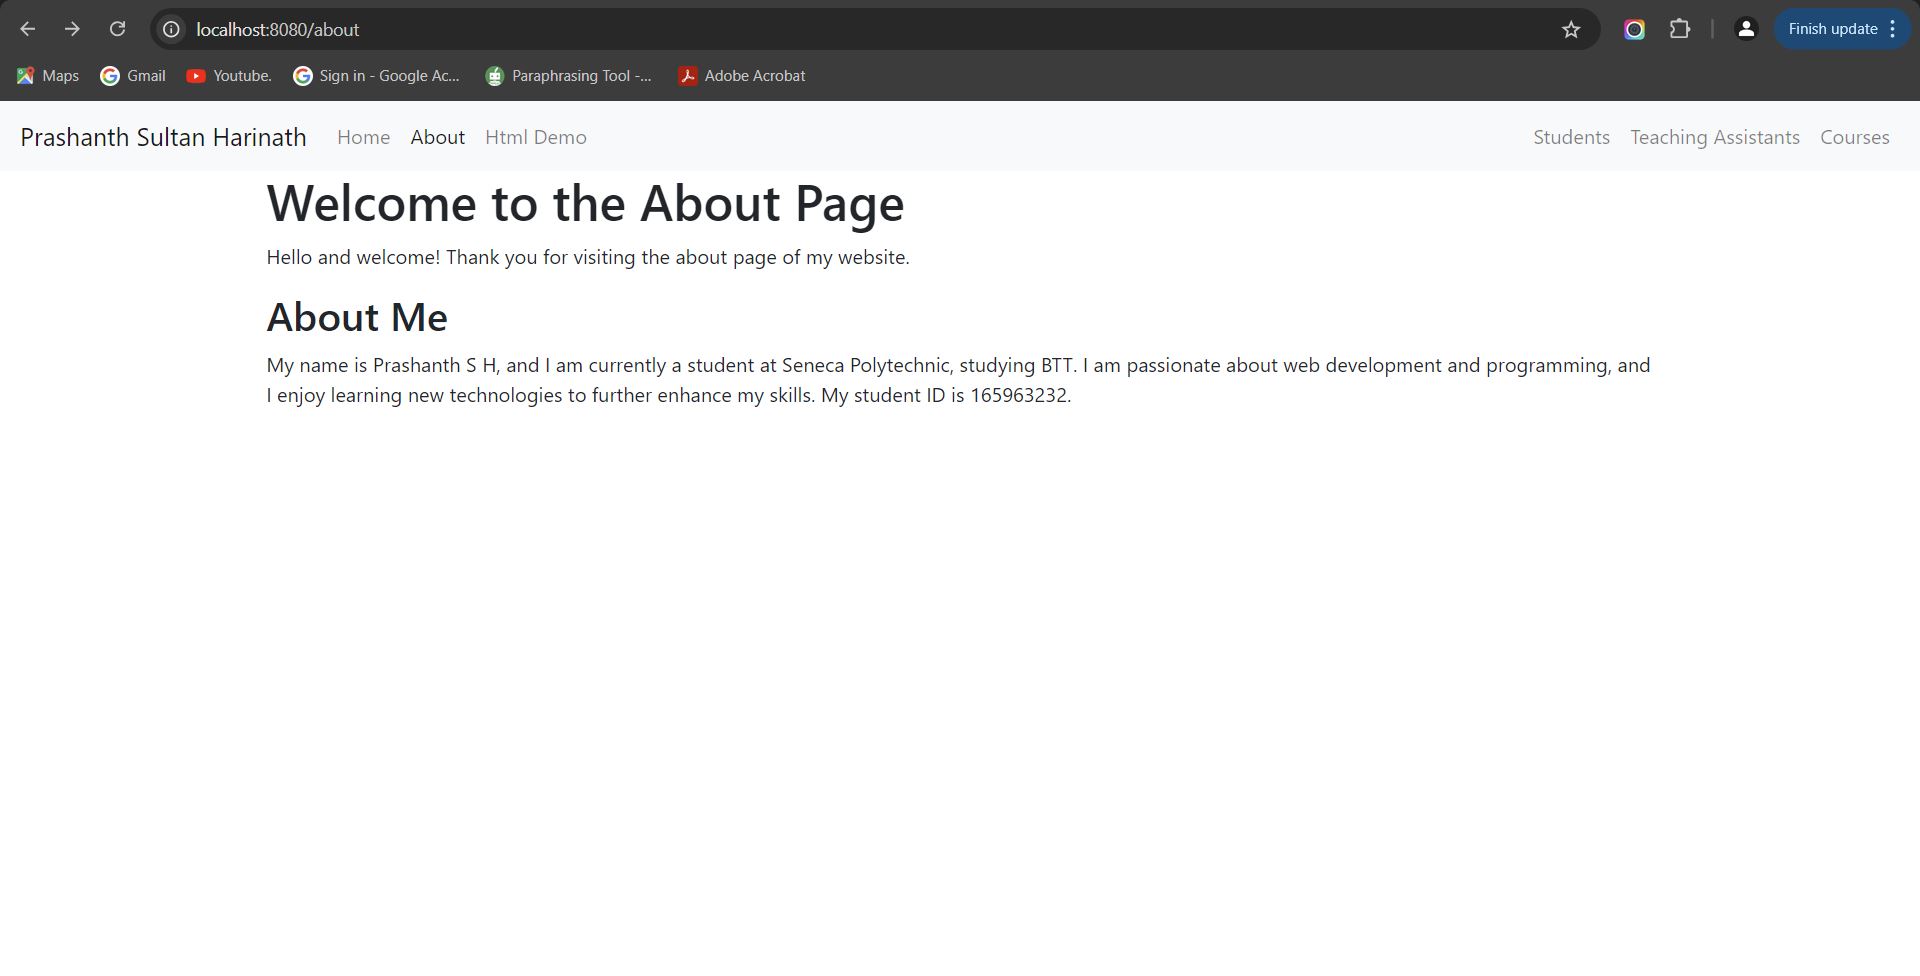 localhost:8080/about
Finish update
Maps Gmail Youtube. Sign in - Google Ac... Paraphrasing Tool -... Adobe Acrobat
Prashanth Sultan Harinath Home About Html Demo Students Teaching Assistants Courses
Welcome to the About Page
Hello and welcome! Thank you for visiting the about page of my website.
About Me
My name is Prashanth S H, and I am currently a student at Seneca Polytechnic, studying BTT. I am passionate about web development and programming, and
I enjoy learning new technologies to further enhance my skills. My student ID is 165963232.